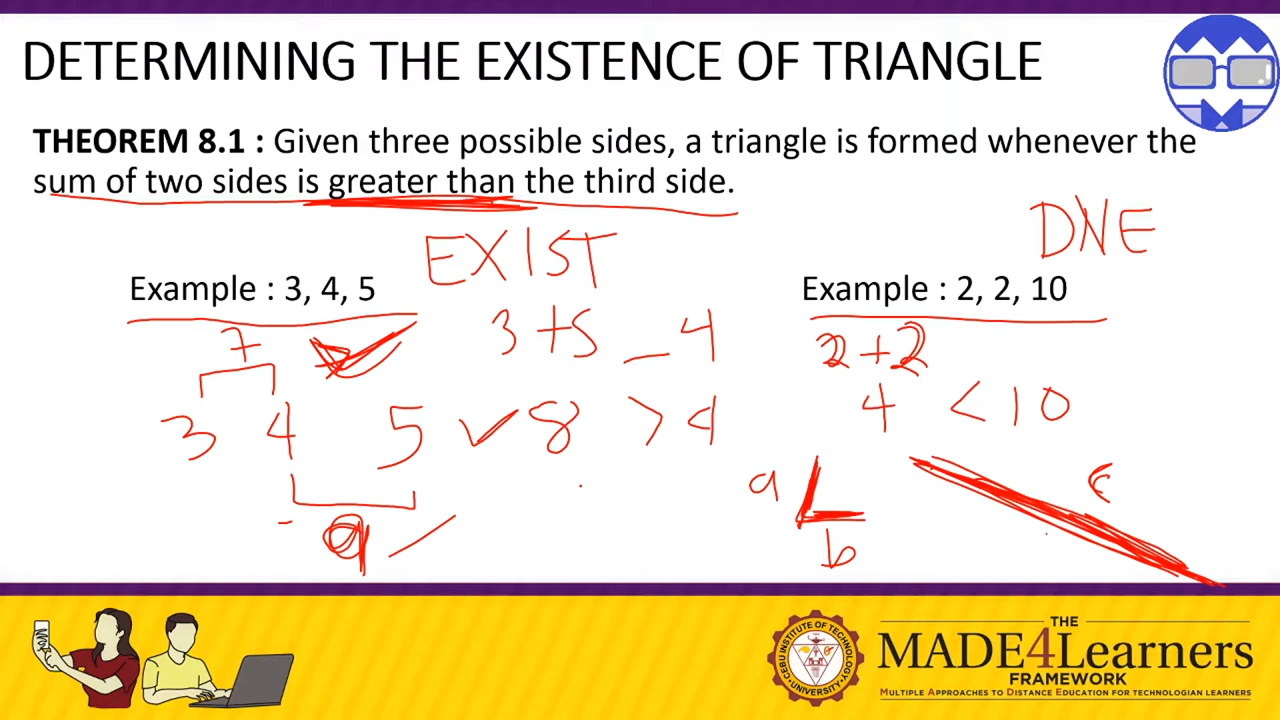 DETERMINING THE EXISTENCE OF TRIANGLE
THEOREM 8.1 : Given three possible sides, a triangle is formed whenever the
sum of two sides is greater than the third side.
EXIST
DNE
Example : 3, 4, 5
Example : 2, 2, 10
7
3 + 5 _ 4
2 + 2
3 4 5
8 > 4
4 < 10
a
b
c
9
CEBU INSTITUTE OF TECHNOLOGY
UNIVERSITY
THE
MADE4Learners
FRAMEWORK
MULTIPLE APPROACHES TO DISTANCE EDUCATION FOR TECHNOLOGIAN LEARNERS